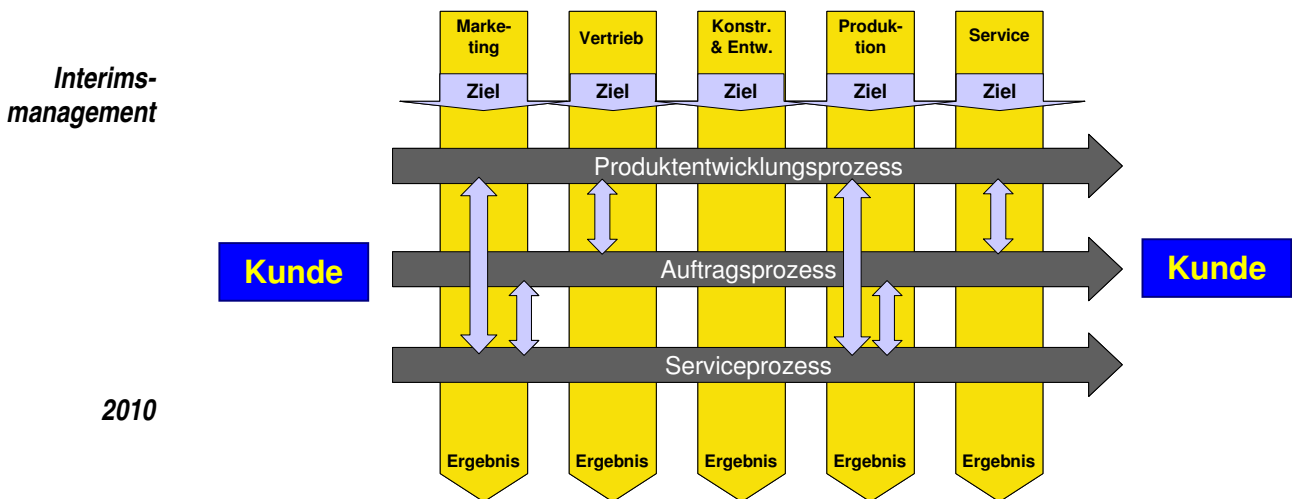 Marke-
ting
Vertrieb
Konstr.
& Entw.
Produk-
tion
Service
Interims-
management
Ziel
Ziel
Ziel
Ziel
Ziel
Produktentwicklungsprozess
Kunde
Auftragsprozess
Kunde
Serviceprozess
2010
Ergebnis
Ergebnis
Ergebnis
Ergebnis
Ergebnis